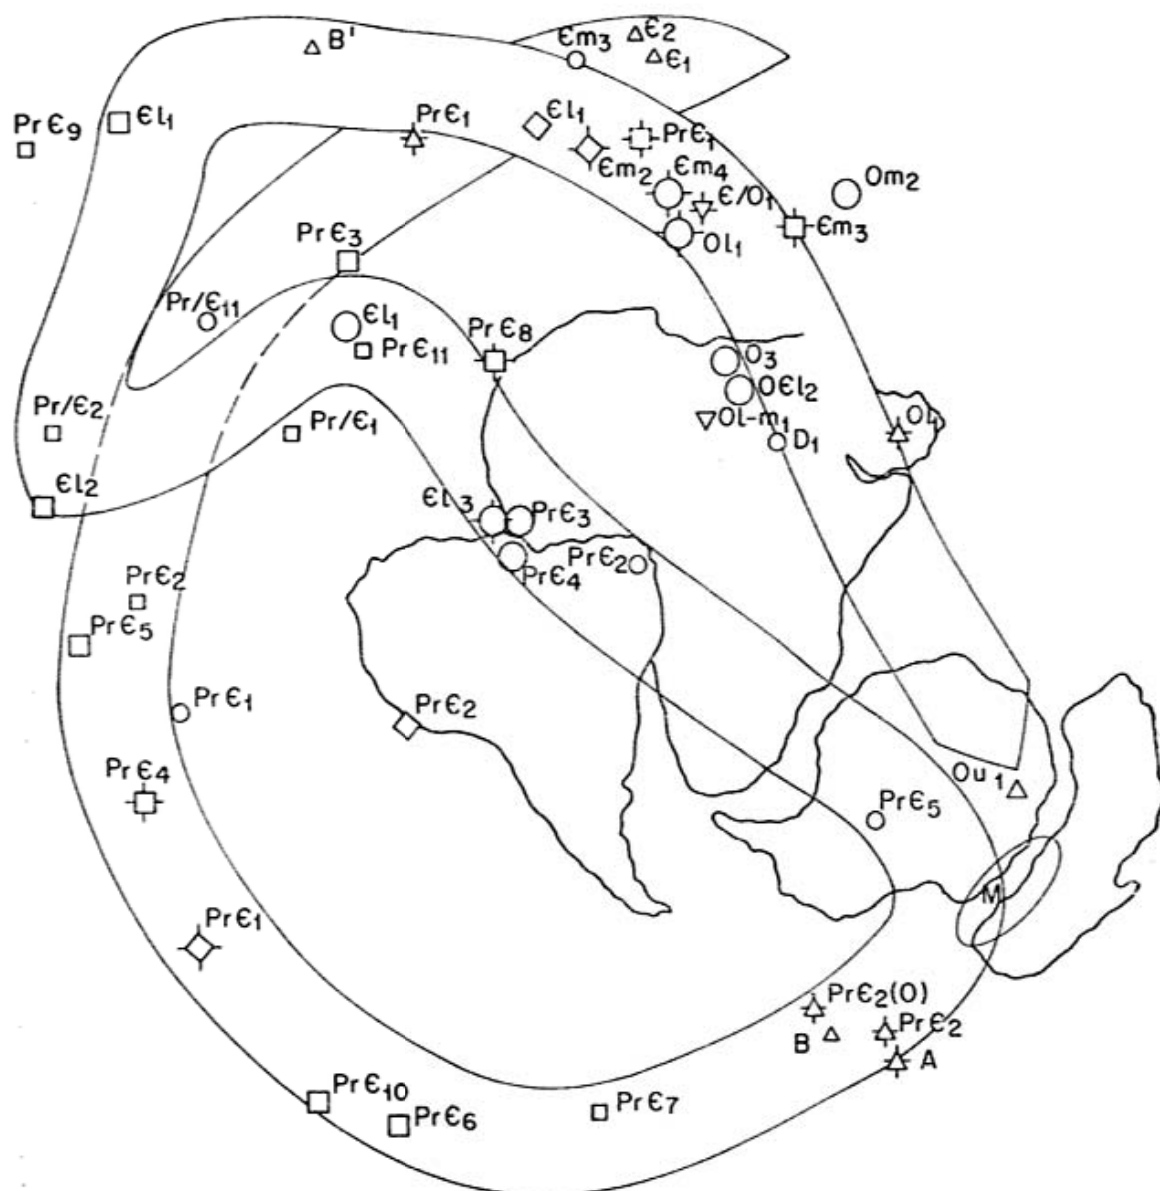 B'
Є2
Єm3
Є1
PrЄ9
Єl1
PrЄ1
Єl1
PrЄ1
Єm2
Єm4
Є/O1
Om2
Ol1
Єm3
PrЄ3
Pr/Є11
Єl1
PrЄ11
PrЄ8
O3
OЄl2
Ol-m1
D1
Ol1
Pr/Є2
Pr/Є1
Єl2
Єl3
PrЄ3
PrЄ4
PrЄ2
PrЄ2
PrЄ5
PrЄ1
PrЄ2
PrЄ4
Ou1
PrЄ5
M
PrЄ1
PrЄ2(O)
PrЄ2
B
A
PrЄ10
PrЄ6
PrЄ7